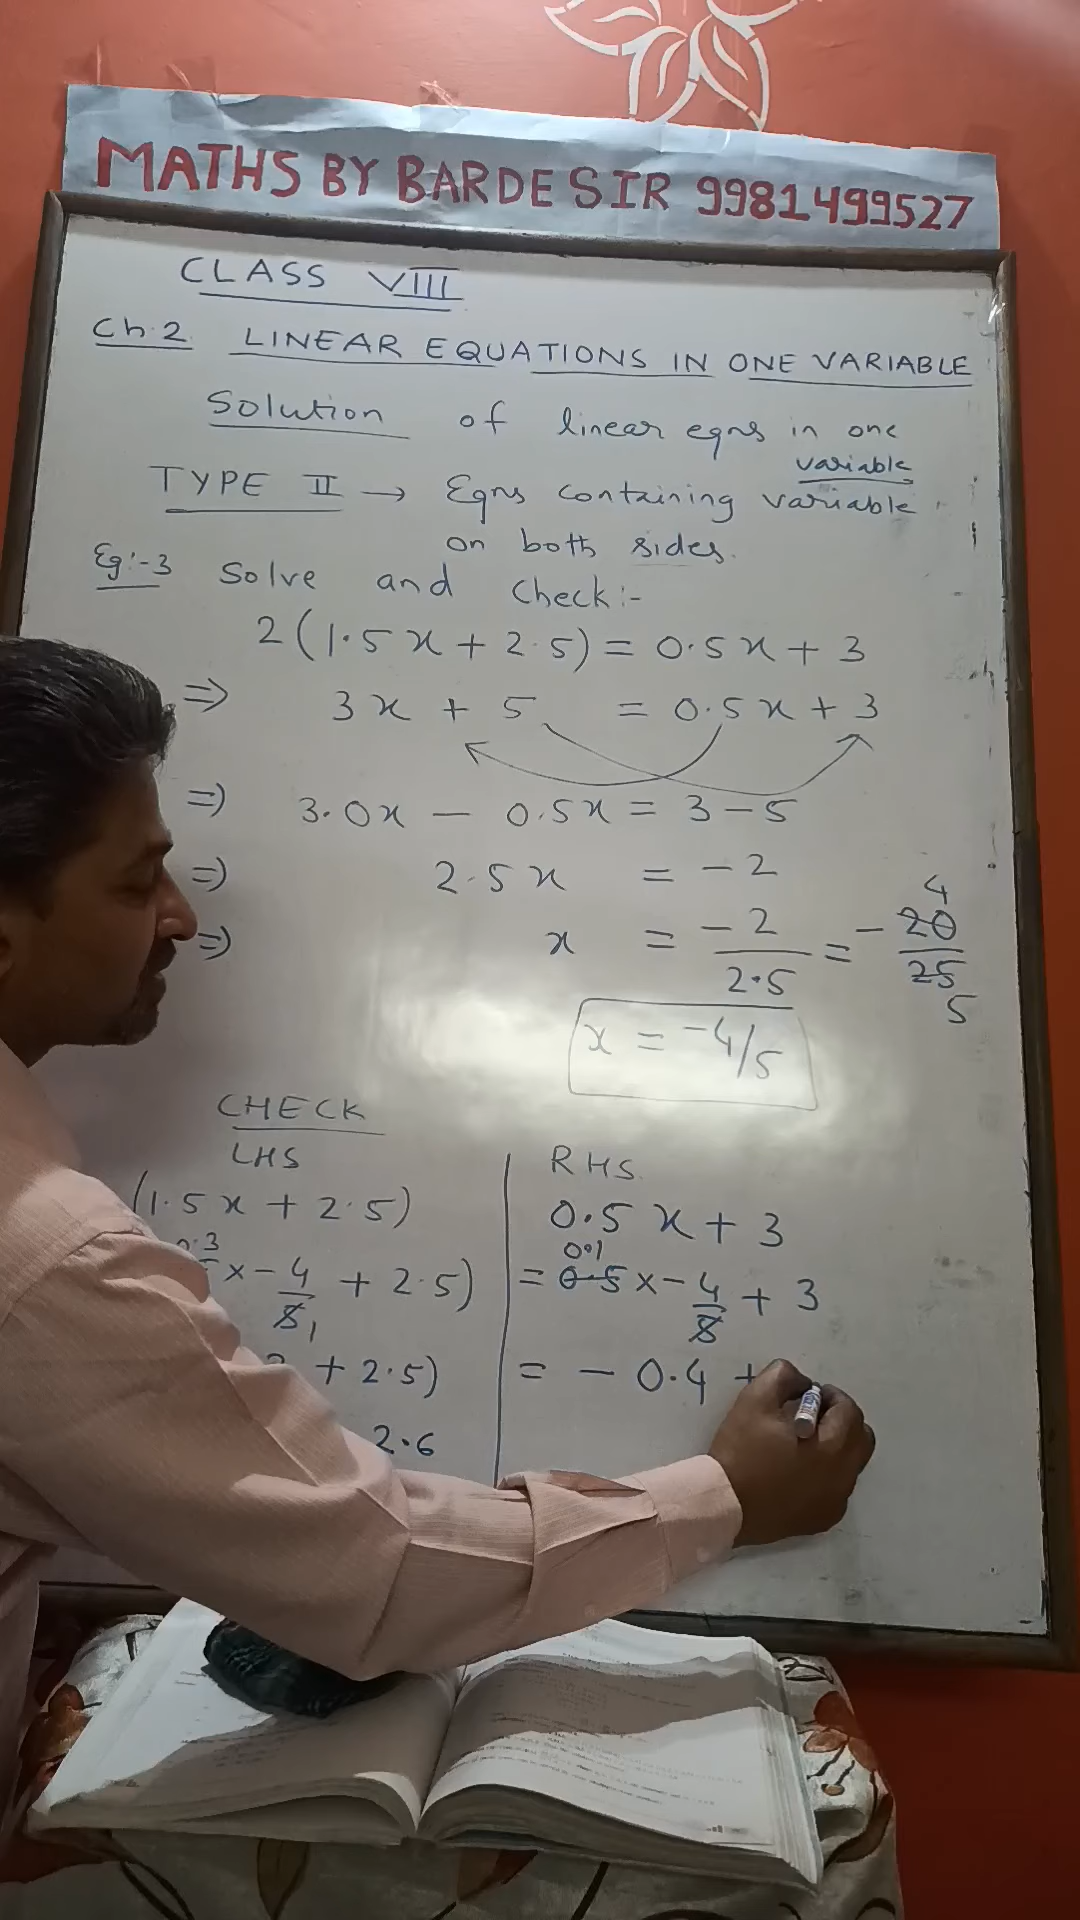 MATHS BY BARDE SIR 9981499527
CLASS VIII
Ch.2. LINEAR EQUATIONS IN ONE VARIABLE
Solution of linear eqns in one
variable
TYPE II → Eqns containing variable
on both sides.
Eg:-3 Solve and Check:-
2(1.5x + 2.5) = 0.5x + 3
⇒ 3x + 5 = 0.5x + 3
⇒ 3.0x - 0.5x = 3 - 5
⇒ 2.5x = -2
⇒ x = -2/2.5 = -20/25
4
5
x = -4/5
CHECK
LHS
(1.5x + 2.5)
0.3
x - 4/5 + 2.5)
1
+ 2.5)
2.6
RHS.
0.5x + 3
0.1
= 0.5 x - 4/5 + 3
= - 0.4 +